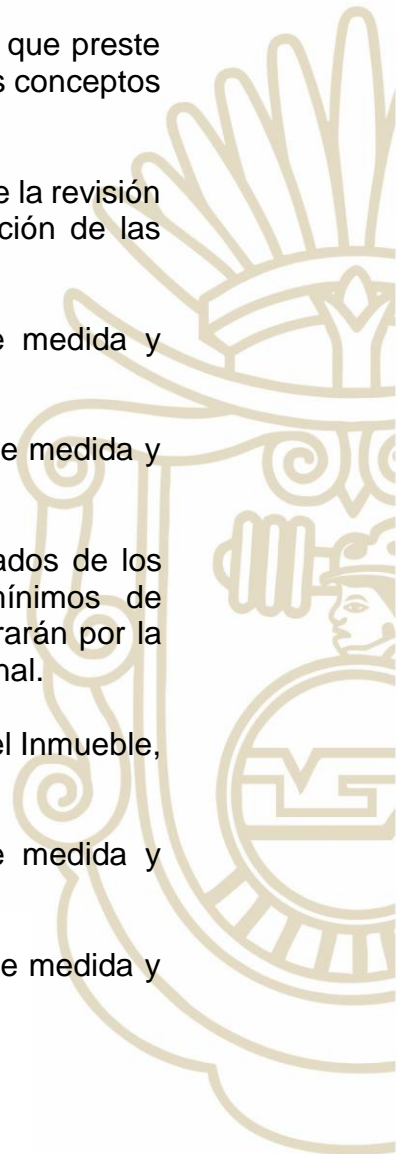 que preste
s conceptos
e la revisión
ción de las
e medida y
e medida y
ados de los
mínimos de
rarán por la
nal.
el Inmueble,
e medida y
e medida y